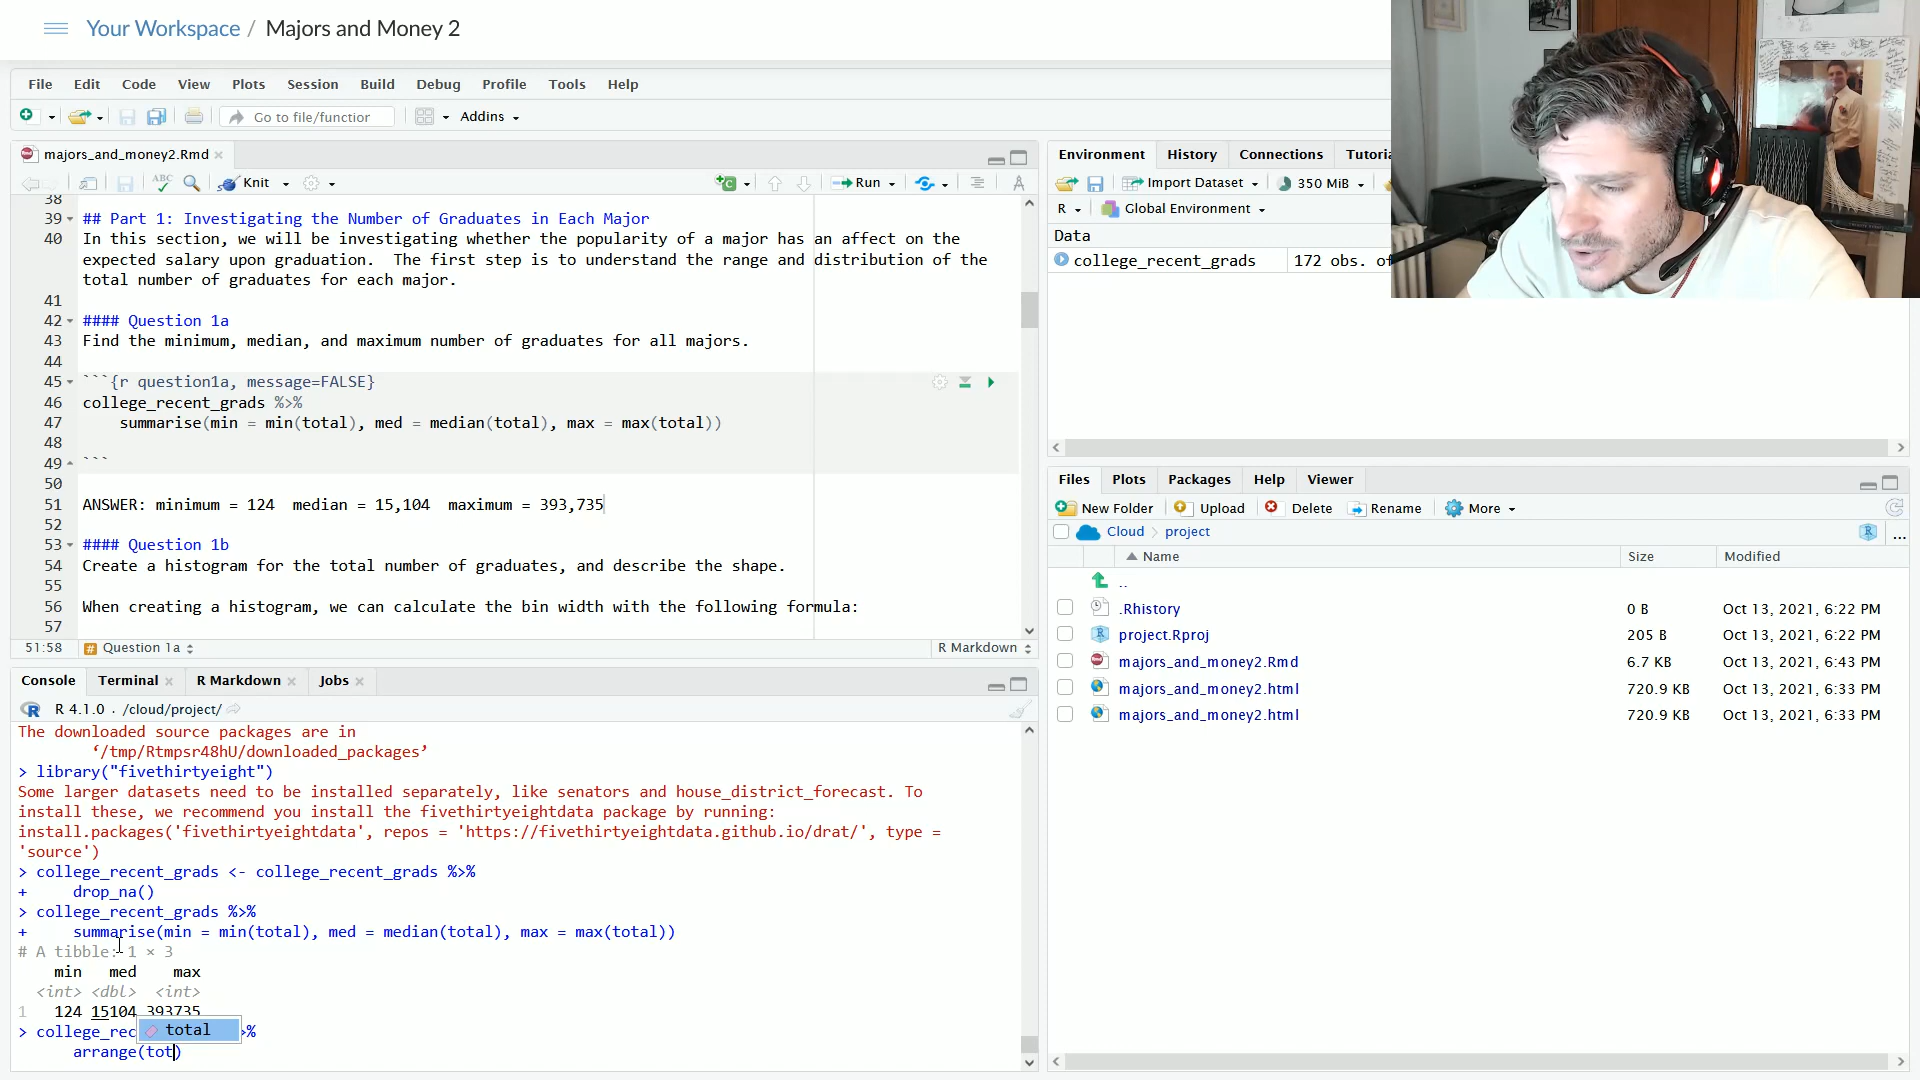 Your Workspace / Majors and Money 2
File Edit Code View Plots Session Build Debug Profile Tools Help
Go to file/function Addins
majors_and_money2.Rmd
ABC Knit Run
38
39 ## Part 1: Investigating the Number of Graduates in Each Major
40 In this section, we will be investigating whether the popularity of a major has an affect on the
expected salary upon graduation.  The first step is to understand the range and distribution of the
total number of graduates for each major.
41
42 #### Question 1a
43 Find the minimum, median, and maximum number of graduates for all majors.
44
45 ```{r question1a, message=FALSE}
46 college_recent_grads %>%
47 summarise(min = min(total), med = median(total), max = max(total))
48
49 ```
50
51 ANSWER: minimum = 124  median = 15,104  maximum = 393,735
52
53 #### Question 1b
54 Create a histogram for the total number of graduates, and describe the shape.
55
56 When creating a histogram, we can calculate the bin width with the following formula:
57
51:58 # Question 1a R Markdown
Console Terminal R Markdown Jobs
R 4.1.0 · /cloud/project/
The downloaded source packages are in
‘/tmp/Rtmpsr48hU/downloaded_packages’
> library("fivethirtyeight")
Some larger datasets need to be installed separately, like senators and house_district_forecast. To
install these, we recommend you install the fivethirtyeightdata package by running:
install.packages('fivethirtyeightdata', repos = 'https://fivethirtyeightdata.github.io/drat/', type =
'source')
> college_recent_grads <- college_recent_grads %>%
+ drop_na()
> college_recent_grads %>%
+ summarise(min = min(total), med = median(total), max = max(total))
# A tibble: 1 × 3
min med max
<int> <dbl> <int>
1 124 15104 393735
> college_rec total >%
arrange(tot)
Environment History Connections Tutori
Import Dataset 350 MiB
R Global Environment
Data
college_recent_grads 172 obs. of
Files Plots Packages Help Viewer
New Folder Upload Delete Rename More
Cloud > project ...
Name Size Modified
..
.Rhistory 0 B Oct 13, 2021, 6:22 PM
project.Rproj 205 B Oct 13, 2021, 6:22 PM
majors_and_money2.Rmd 6.7 KB Oct 13, 2021, 6:43 PM
majors_and_money2.html 720.9 KB Oct 13, 2021, 6:33 PM
majors_and_money2.html 720.9 KB Oct 13, 2021, 6:33 PM